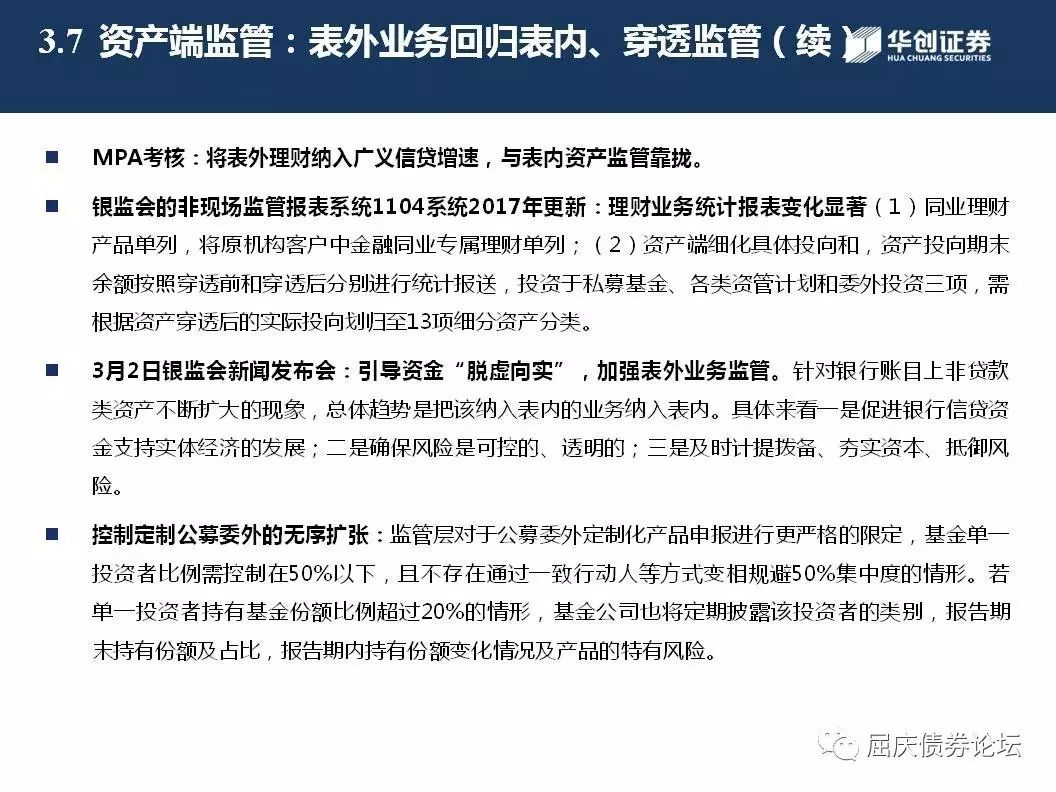 3.7 资产端监管：表外业务回归表内、穿透监管（续）
华创证券
HUA CHUANG SECURITIES
MPA考核：将表外理财纳入广义信贷增速，与表内资产监管靠拢。
银监会的非现场监管报表系统1104系统2017年更新：理财业务统计报表变化显著（1）同业理财
产品单列，将原机构客户中金融同业专属理财单列；（2）资产端细化具体投向和，资产投向期末
余额按照穿透前和穿透后分别进行统计报送，投资于私募基金、各类资管计划和委外投资三项，需
根据资产穿透后的实际投向划归至13项细分资产分类。
3月2日银监会新闻发布会：引导资金“脱虚向实”，加强表外业务监管。针对银行账目上非贷款
类资产不断扩大的现象，总体趋势是把该纳入表内的业务纳入表内。具体来看一是促进银行信贷资
金支持实体经济的发展；二是确保风险是可控的、透明的；三是及时计提拨备、夯实资本、抵御风
险。
控制定制公募委外的无序扩张：监管层对于公募委外定制化产品申报进行更严格的限定，基金单一
投资者比例需控制在50%以下，且不存在通过一致行动人等方式变相规避50%集中度的情形。若
单一投资者持有基金份额比例超过20%的情形，基金公司也将定期披露该投资者的类别，报告期
末持有份额及占比，报告期内持有份额变化情况及产品的特有风险。
屈庆债券论坛